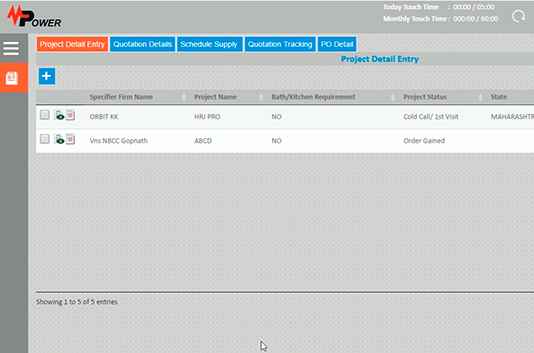 MPOWER
Today Touch Time : 00:00 / 05:00
Monthly Touch Time : 000:00 / 60:00
Project Detail Entry Quotation Details Schedule Supply Quotation Tracking PO Detail
Project Detail Entry
+
Specifier Firm Name Project Name Bath/Kitchen Requirement Project Status State
ORBIT KK HRJ PRO NO Cold Call/ 1st Visit MAHARASHTR
Vns NBCC Gopnath ABCD NO Order Gained
Showing 1 to 5 of 5 entries